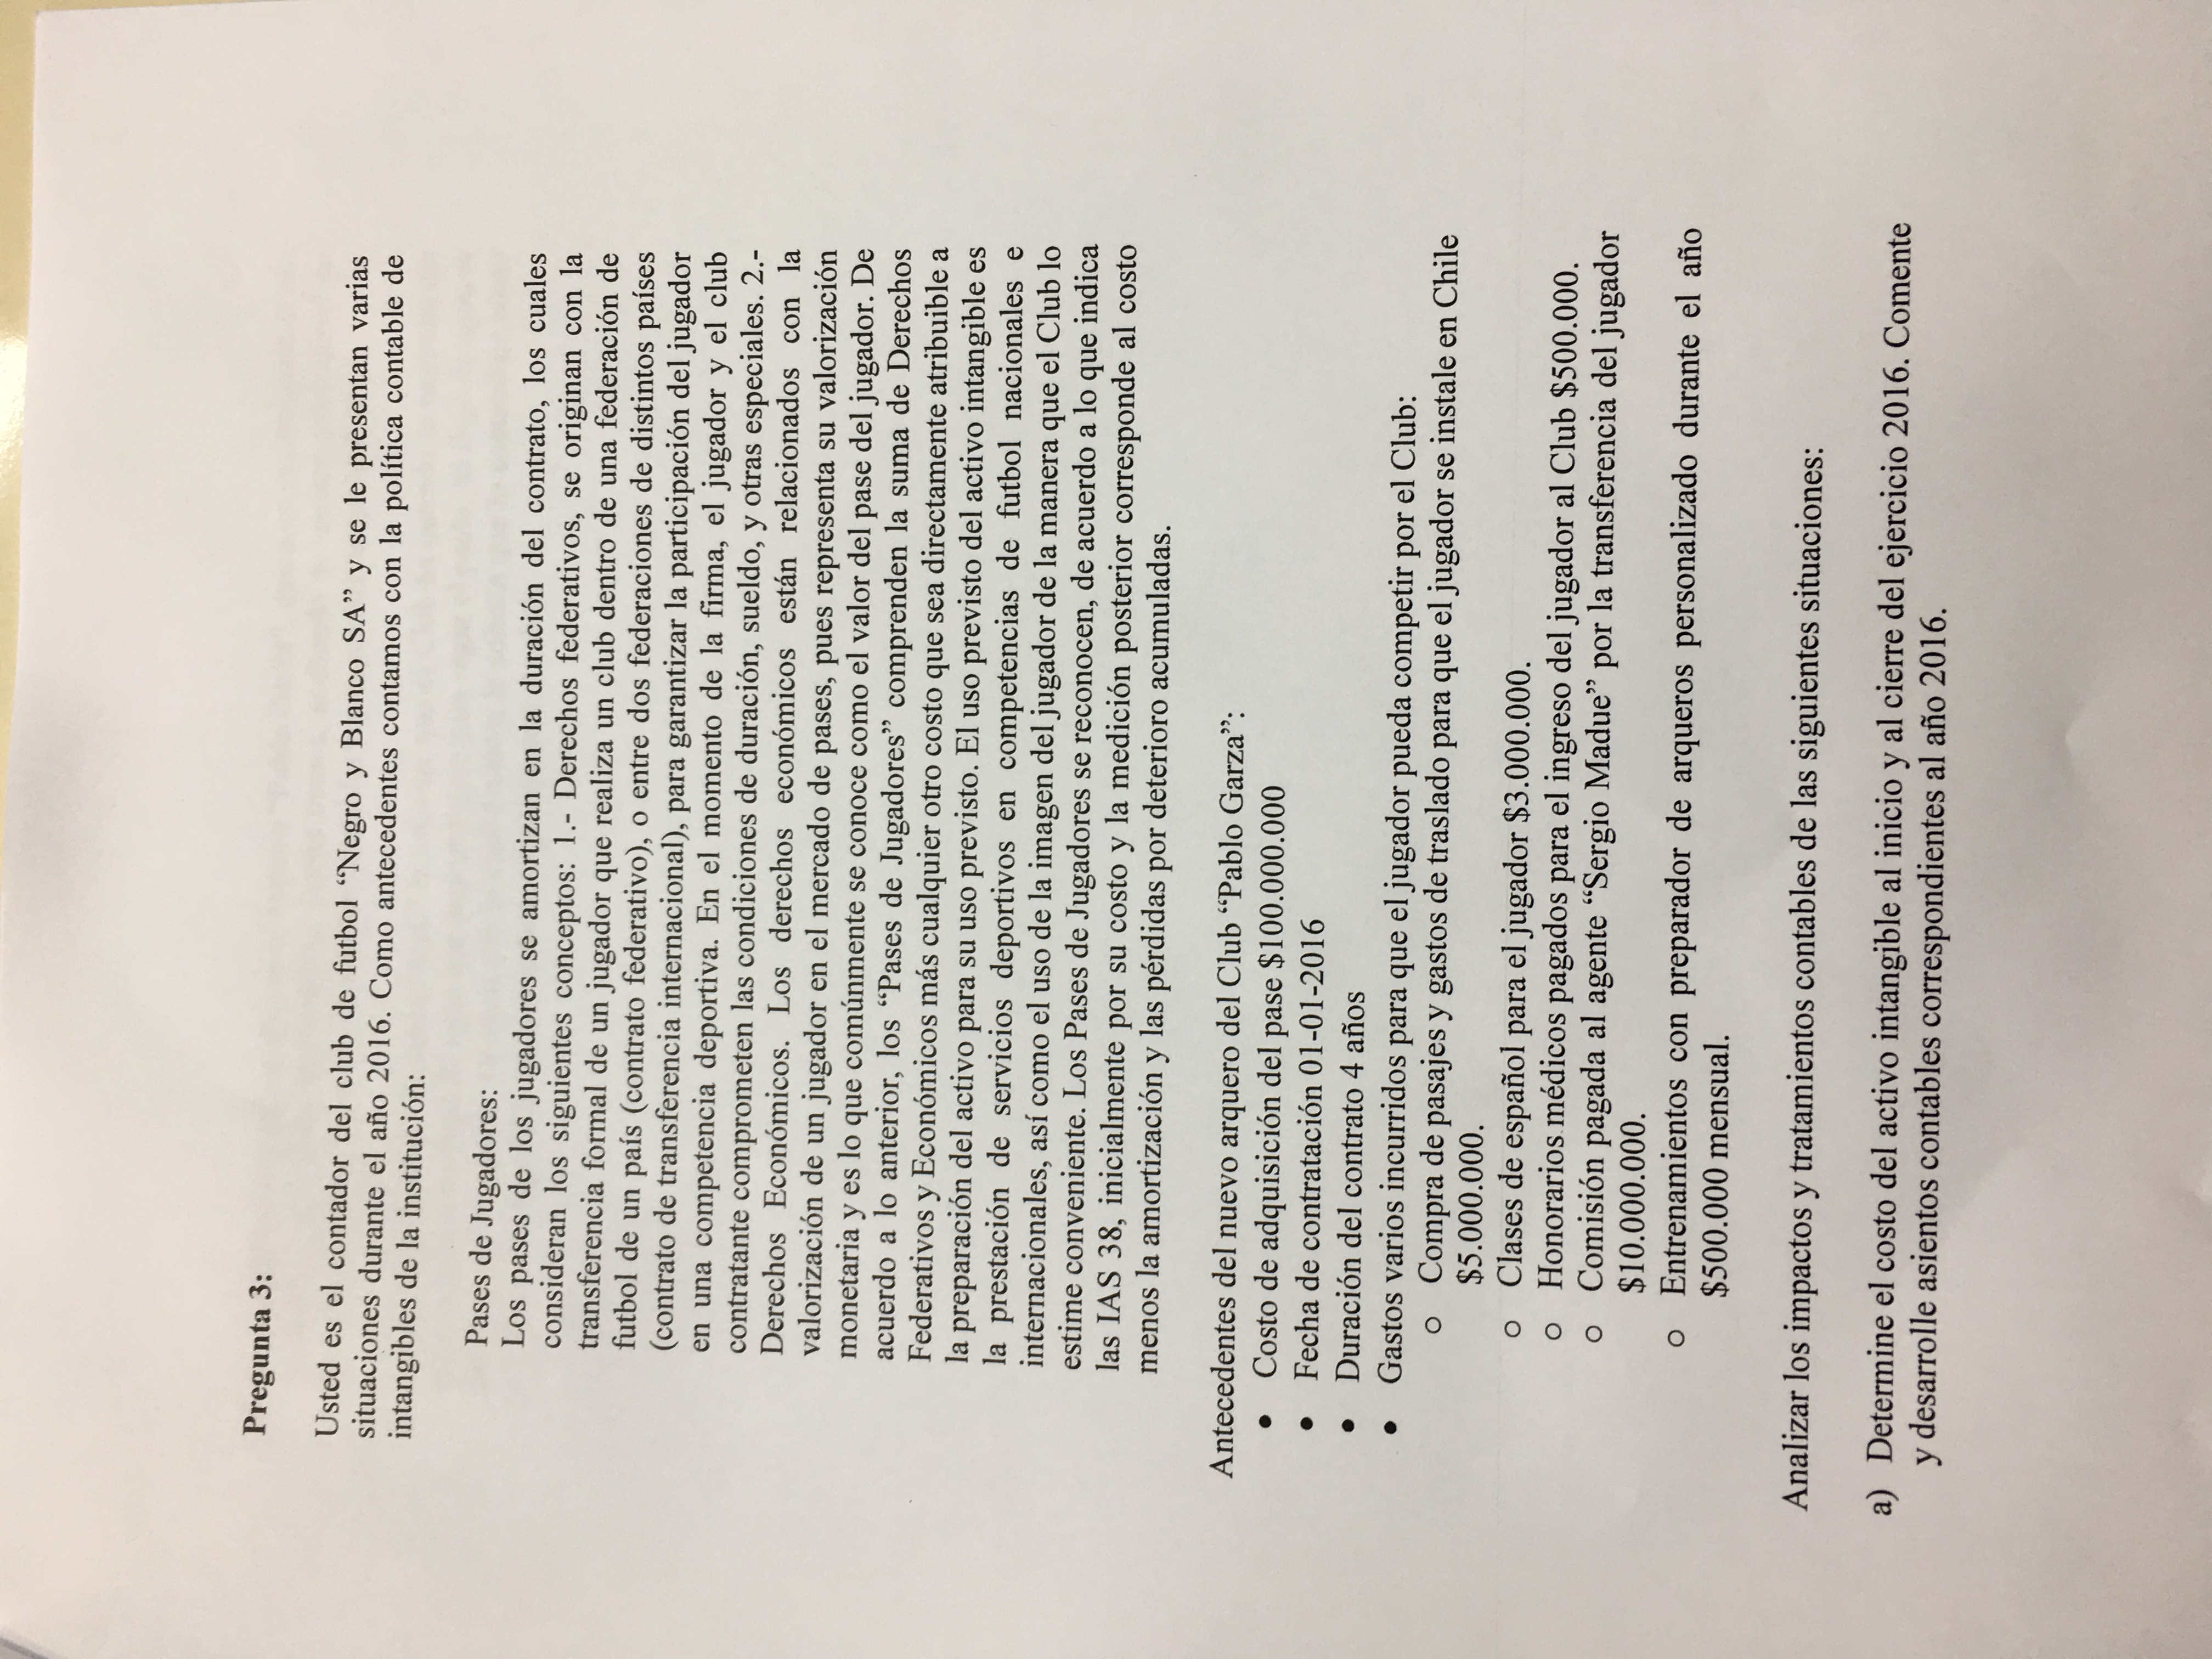 Pregunta 3:
Usted es el contador del club de futbol “Negro y Blanco SA” y se le presentan varias
situaciones durante el año 2016. Como antecedentes contamos con la política contable de
intangibles de la institución:
Pases de Jugadores:
Los pases de los jugadores se amortizan en la duración del contrato, los cuales
consideran los siguientes conceptos: 1.- Derechos federativos, se originan con la
transferencia formal de un jugador que realiza un club dentro de una federación de
futbol de un país (contrato federativo), o entre dos federaciones de distintos países
(contrato de transferencia internacional), para garantizar la participación del jugador
en una competencia deportiva. En el momento de la firma, el jugador y el club
contratante comprometen las condiciones de duración, sueldo, y otras especiales. 2.-
Derechos Económicos. Los derechos económicos están relacionados con la
valorización de un jugador en el mercado de pases, pues representa su valorización
monetaria y es lo que comúnmente se conoce como el valor del pase del jugador. De
acuerdo a lo anterior, los “Pases de Jugadores” comprenden la suma de Derechos
Federativos y Económicos más cualquier otro costo que sea directamente atribuible a
la preparación del activo para su uso previsto. El uso previsto del activo intangible es
la prestación de servicios deportivos en competencias de futbol nacionales e
internacionales, así como el uso de la imagen del jugador de la manera que el Club lo
estime conveniente. Los Pases de Jugadores se reconocen, de acuerdo a lo que indica
las IAS 38, inicialmente por su costo y la medición posterior corresponde al costo
menos la amortización y las pérdidas por deterioro acumuladas.
Antecedentes del nuevo arquero del Club “Pablo Garza”:
• Costo de adquisición del pase $100.000.000
• Fecha de contratación 01-01-2016
• Duración del contrato 4 años
• Gastos varios incurridos para que el jugador pueda competir por el Club:
o Compra de pasajes y gastos de traslado para que el jugador se instale en Chile
$5.000.000.
o Clases de español para el jugador $3.000.000.
o Honorarios médicos pagados para el ingreso del jugador al Club $500.000.
o Comisión pagada al agente “Sergio Madue” por la transferencia del jugador
$10.000.000.
o Entrenamientos con preparador de arqueros personalizado durante el año
$500.000 mensual.
Analizar los impactos y tratamientos contables de las siguientes situaciones:
a) Determine el costo del activo intangible al inicio y al cierre del ejercicio 2016. Comente
y desarrolle asientos contables correspondientes al año 2016.